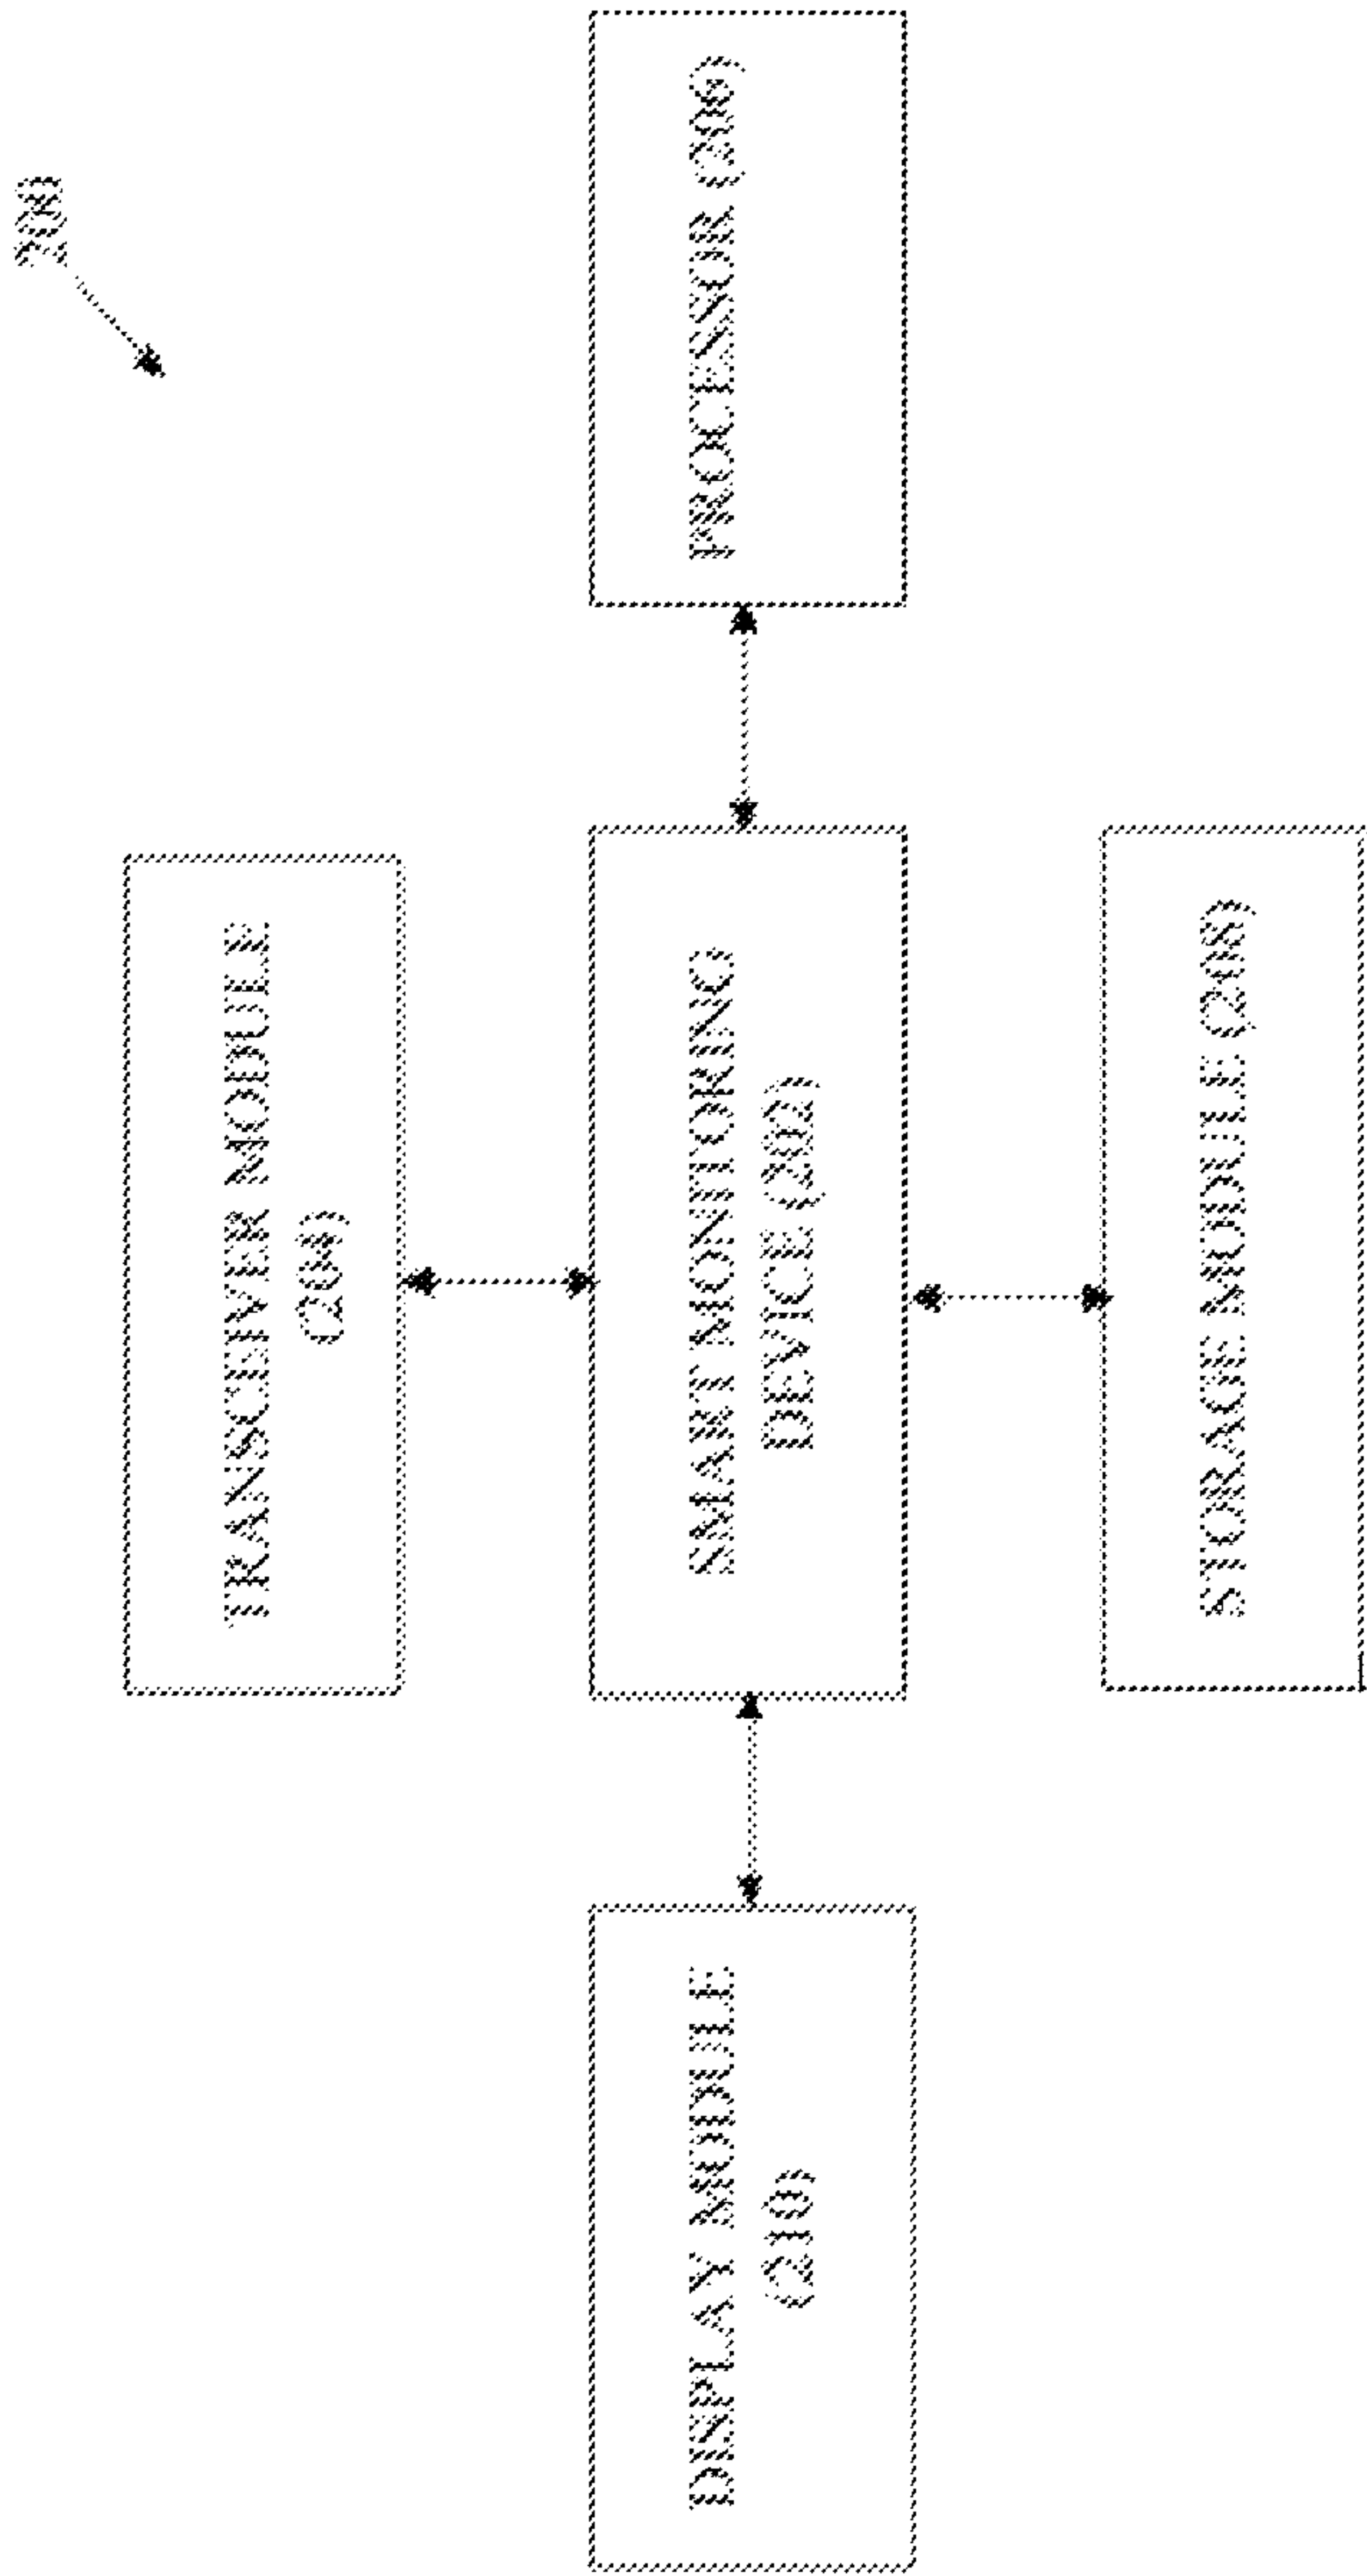 200
TRANSCEIVER MODULE
(204)
DISPLAY MODULE
(210)
SMART MONITORING
DEVICE (202)
PROCESSOR (206)
STORAGE MODULE (208)